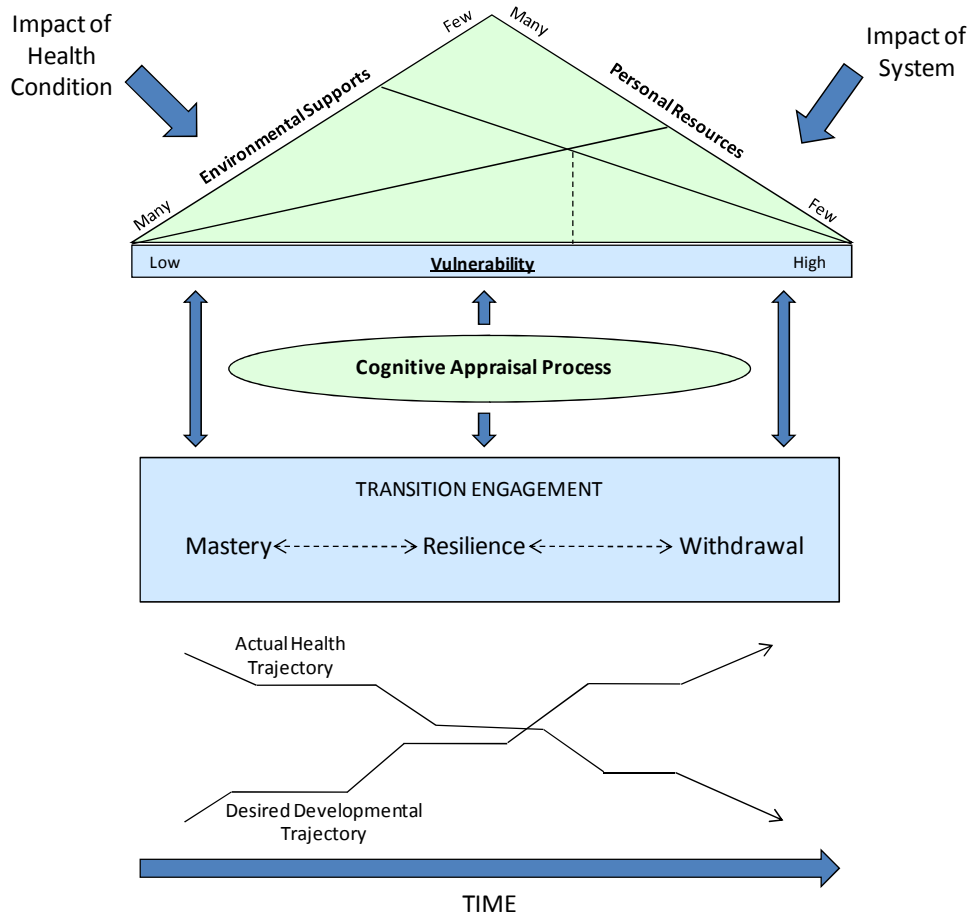 Impact of
Health
Condition
Few
Many
Impact of
System
Environmental Supports
Personal Resources
Many
Few
Low
Vulnerability
High
Cognitive Appraisal Process
TRANSITION ENGAGEMENT
Mastery
Resilience
Withdrawal
Actual Health
Trajectory
Desired Developmental
Trajectory
TIME